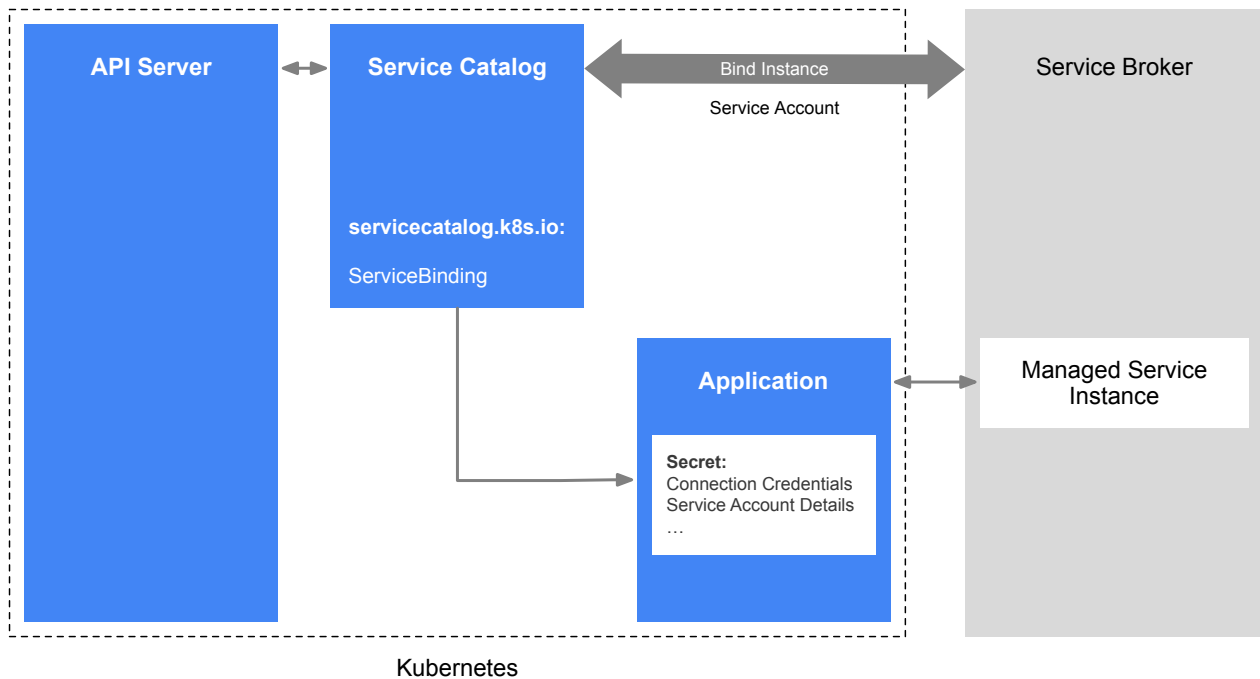 API Server
Service Catalog
Bind Instance
Service Account
Service Broker
servicecatalog.k8s.io:
ServiceBinding
Application
Managed Service
Instance
Secret:
Connection Credentials
Service Account Details
…
Kubernetes